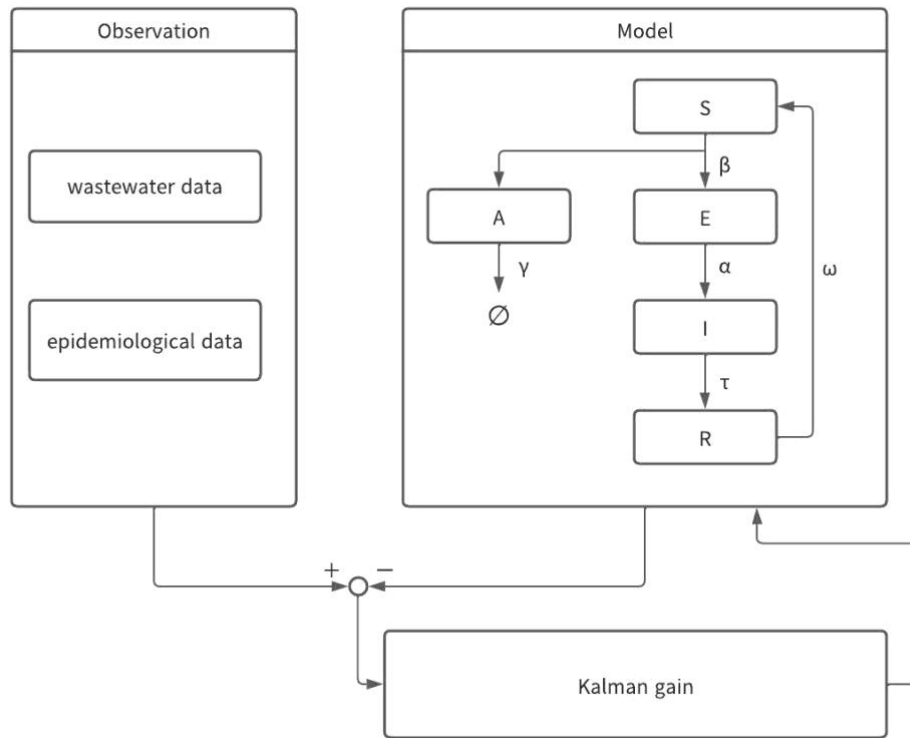 Observation
Model
wastewater data
epidemiological data
S
β
A
E
γ
α
ω
∅
I
τ
R
+
−
Kalman gain